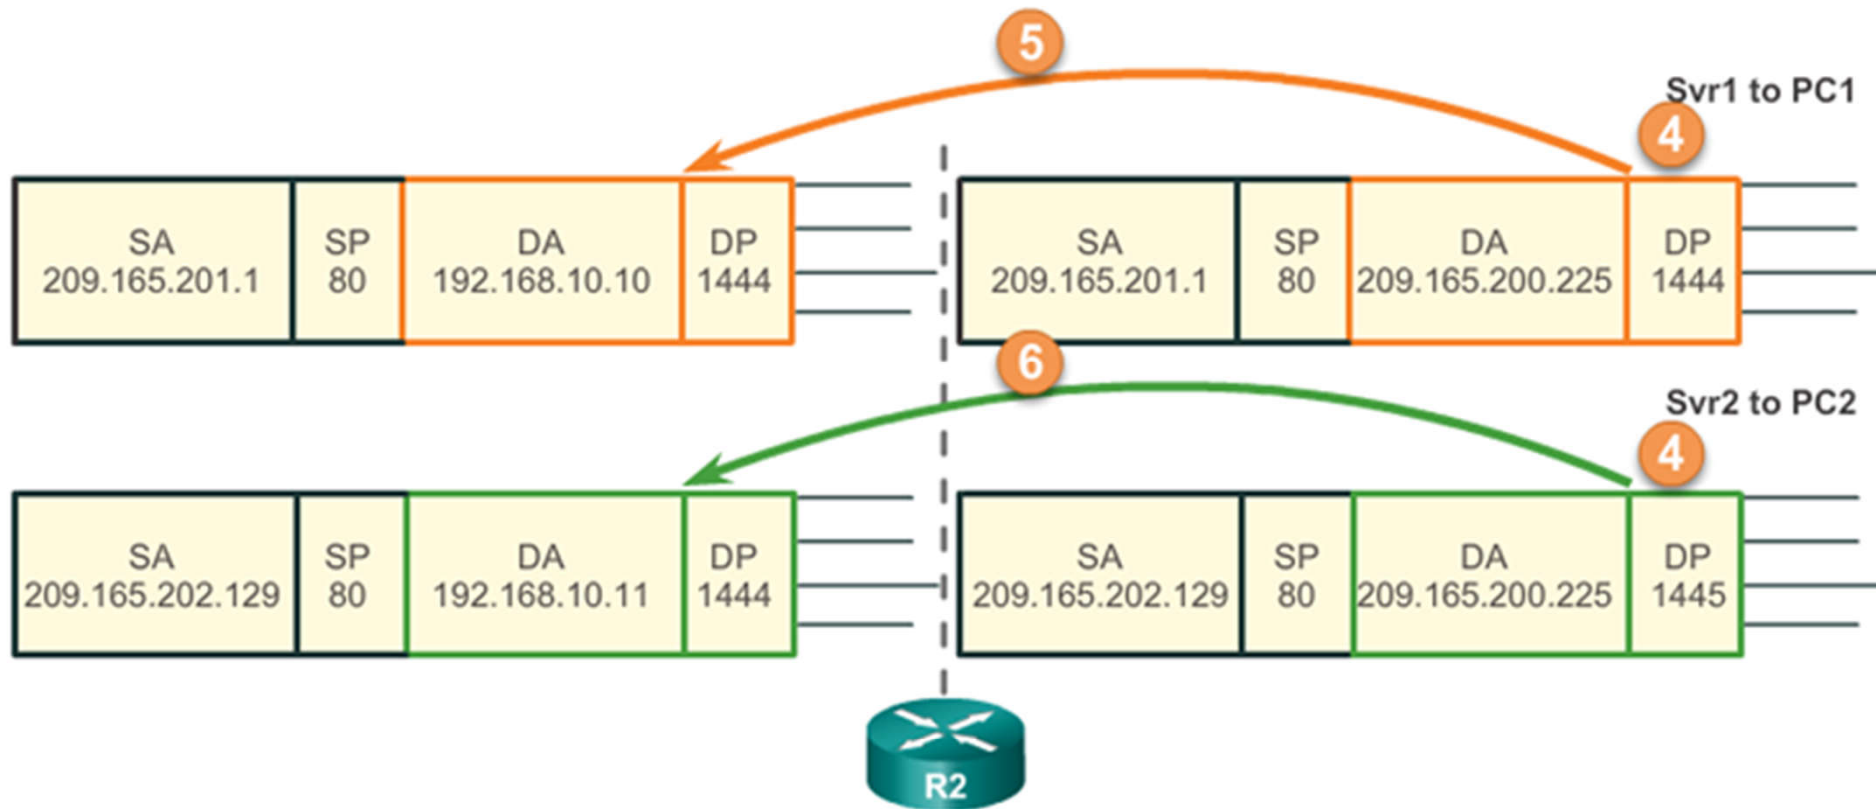 5
Svr1 to PC1
4
SA
209.165.201.1
SP
80
DA
192.168.10.10
DP
1444
SA
209.165.201.1
SP
80
DA
209.165.200.225
DP
1444
6
Svr2 to PC2
4
SA
209.165.202.129
SP
80
DA
192.168.10.11
DP
1444
SA
209.165.202.129
SP
80
DA
209.165.200.225
DP
1445
R2